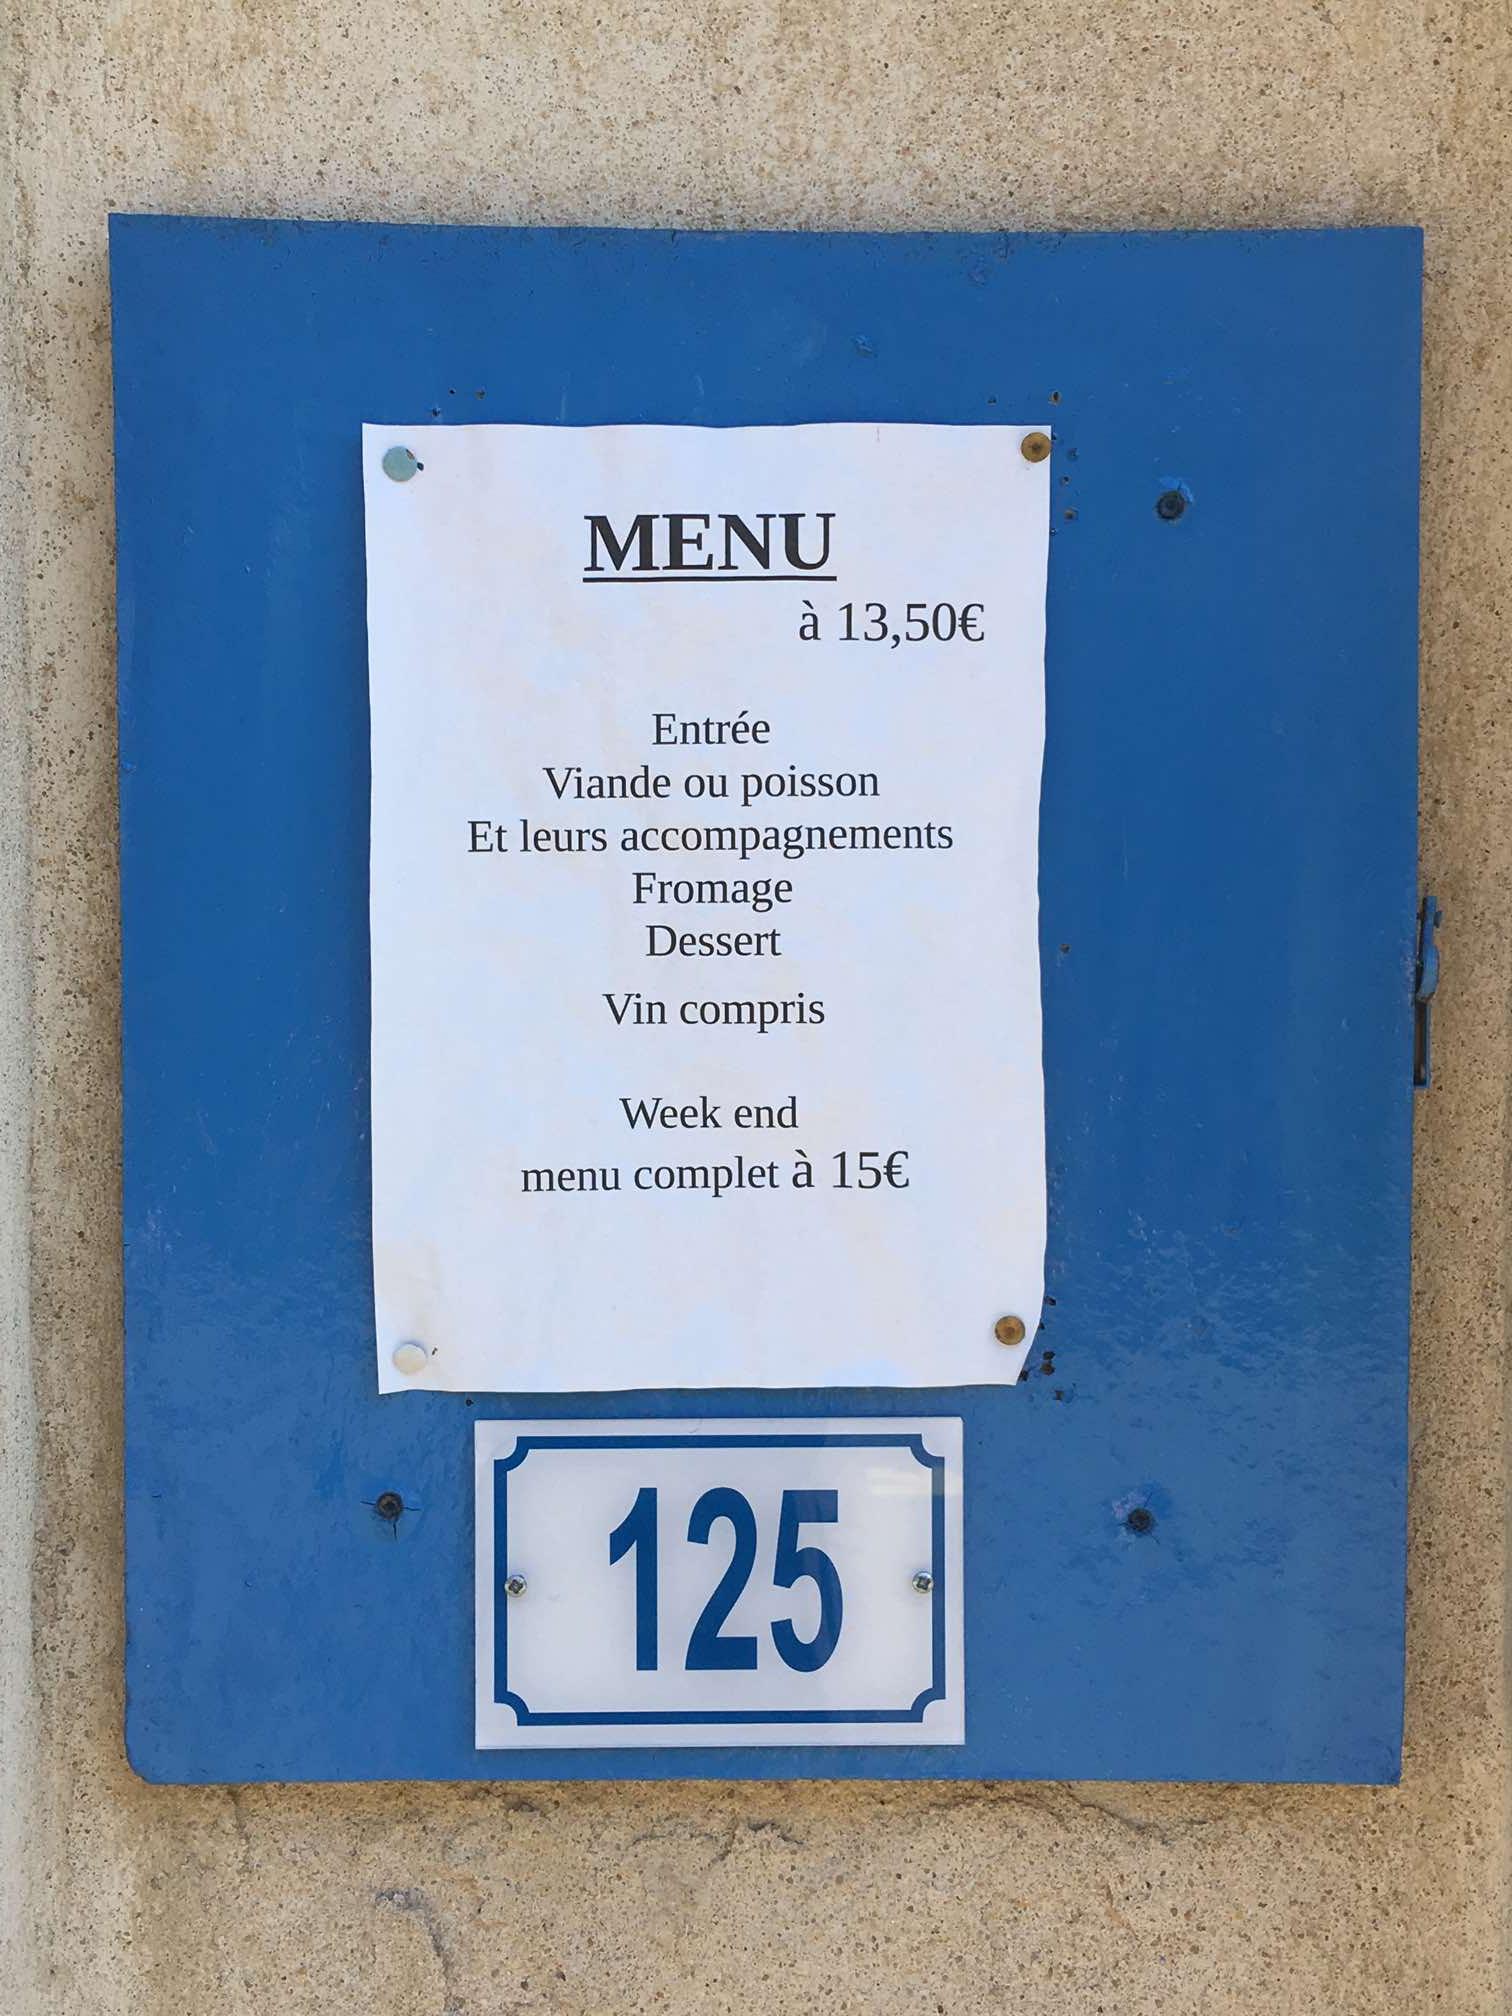 MENU
à 13,50€
Entrée
Viande ou poisson
Et leurs accompagnements
Fromage
Dessert
Vin compris
Week end
menu complet à 15€
125